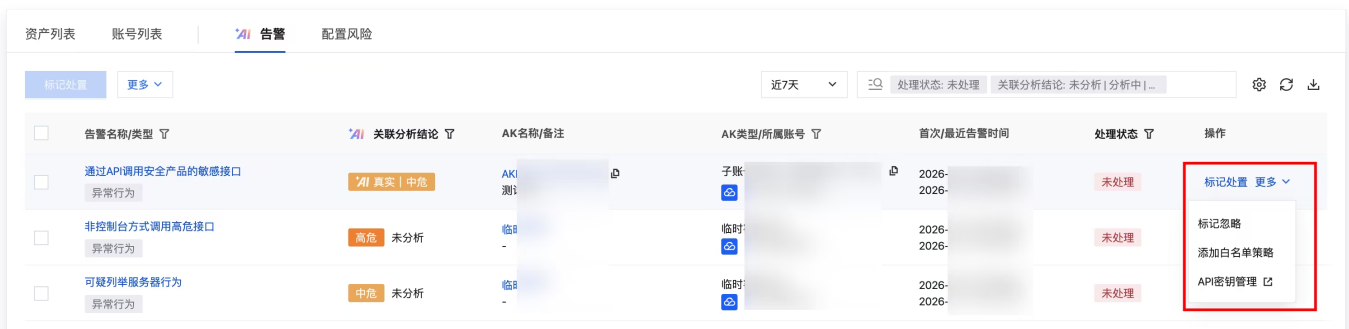 资产列表 账号列表 AI 告警 配置风险
标记处置 更多 近7天 处理状态: 未处理 关联分析结论: 未分析 | 分析中 | ...
告警名称/类型 AI 关联分析结论 AK名称/备注 AK类型/所属账号 首次/最近告警时间 处理状态 操作
通过API调用安全产品的敏感接口
异常行为
AI 真实 | 中危
AK
测
子账
2026-
2026-
未处理
标记处置 更多
标记忽略
添加白名单策略
API密钥管理
非控制台方式调用高危接口
异常行为
高危 未分析
临时
-
临时
2026-
2026-
未处理
可疑列举服务器行为
异常行为
中危 未分析
临时
-
临时
2026-
2026-
未处理